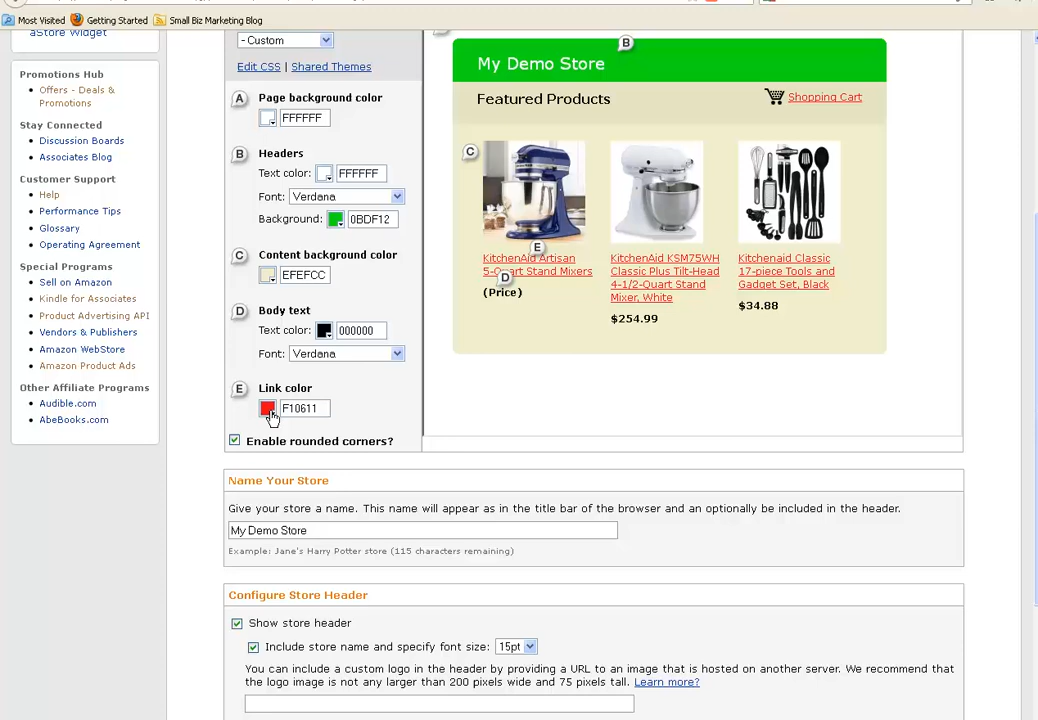 Most Visited Getting Started Small Biz Marketing Blog
aStore Widget
Promotions Hub
Offers - Deals & Promotions
Stay Connected
Discussion Boards
Associates Blog
Customer Support
Help
Performance Tips
Glossary
Operating Agreement
Special Programs
Sell on Amazon
Kindle for Associates
Product Advertising API
Vendors & Publishers
Amazon WebStore
Amazon Product Ads
Other Affiliate Programs
Audible.com
AbeBooks.com
- Custom
Edit CSS | Shared Themes
A Page background color
FFFFFF
B Headers
Text color: FFFFFF
Font: Verdana
Background: 0BDF12
C Content background color
EFEFCC
D Body text
Text color: 000000
Font: Verdana
E Link color
F10611
Enable rounded corners?
B
My Demo Store
Featured Products Shopping Cart
C
E
KitchenAid Artisan
5-Quart Stand Mixers
D
(Price)
KitchenAid KSM75WH
Classic Plus Tilt-Head
4-1/2-Quart Stand
Mixer, White
$254.99
Kitchenaid Classic
17-piece Tools and
Gadget Set, Black
$34.88
Name Your Store
Give your store a name. This name will appear as in the title bar of the browser and an optionally be included in the header.
My Demo Store
Example: Jane's Harry Potter store (115 characters remaining)
Configure Store Header
Show store header
Include store name and specify font size: 15pt
You can include a custom logo in the header by providing a URL to an image that is hosted on another server. We recommend that
the logo image is not any larger than 200 pixels wide and 75 pixels tall. Learn more?